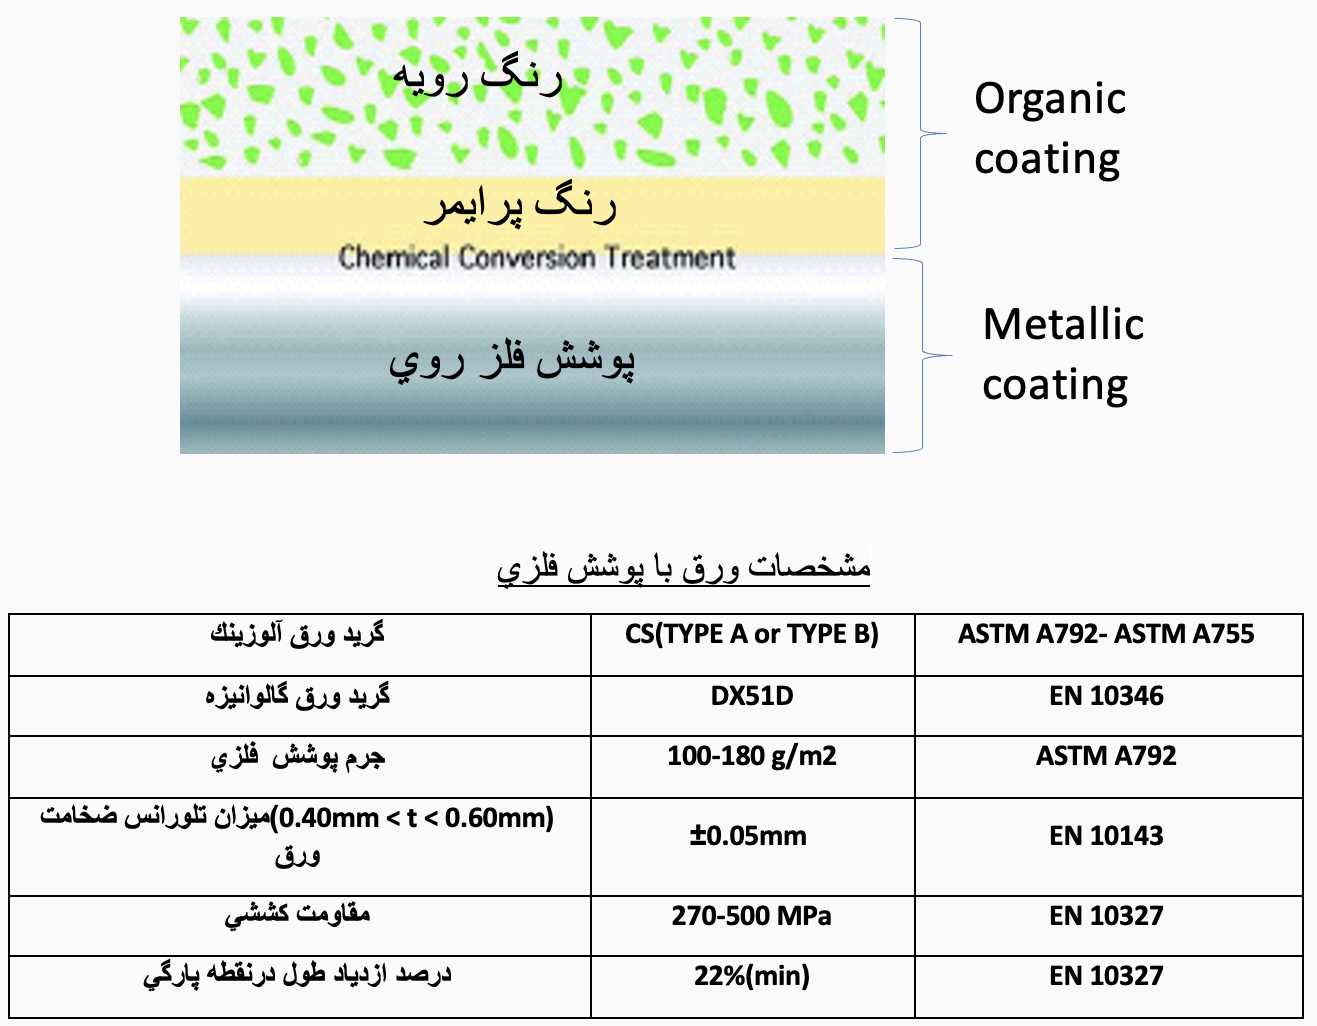 رنگ رويه
Organic
coating
رنگ پرايمر
Chemical Conversion Treatment
Metallic
coating
پوشش فلز روي
مشخصات ورق با پوشش فلزي
گريد ورق آلوزينك CS(TYPE A or TYPE B) ASTM A792- ASTM A755
گريد ورق گالوانيزه DX51D EN 10346
جرم پوشش فلزي 100-180 g/m2 ASTM A792
ميزان تلورانس ضخامت(0.40mm < t < 0.60mm)
ورق ±0.05mm EN 10143
مقاومت كششي 270-500 MPa EN 10327
درصد ازدياد طول درنقطه پارگي 22%(min) EN 10327